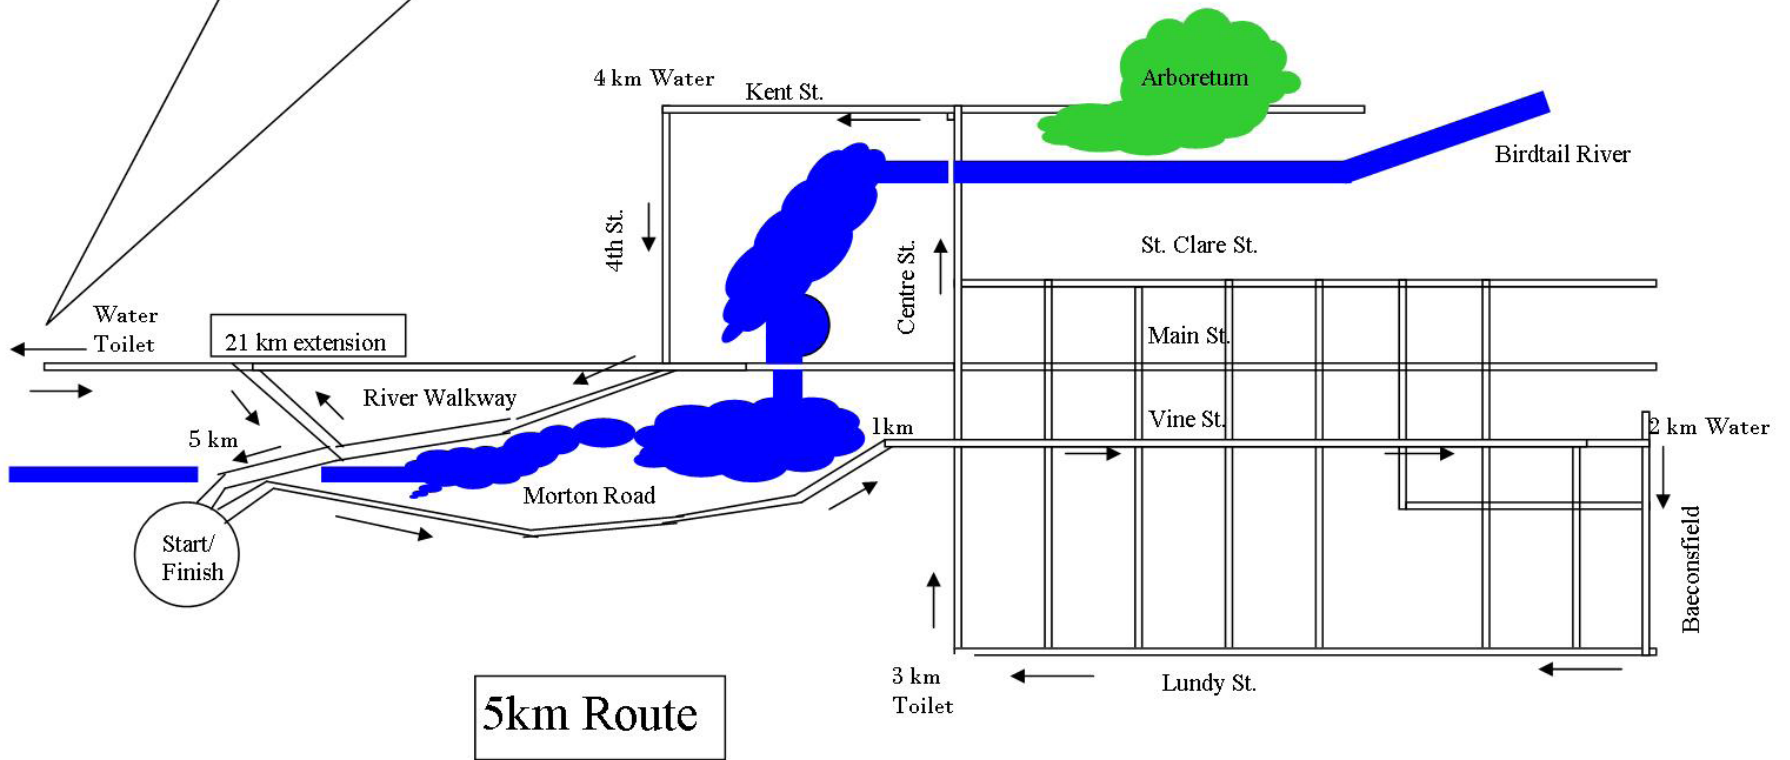 4 km Water
Kent St.
Arboretum
Birdtail River
4th St.
Centre St.
St. Clare St.
Water
Toilet
21 km extension
Main St.
River Walkway
5 km
1km
Vine St.
2 km Water
Morton Road
Start/
Finish
Baeconsfield
3 km
Toilet
Lundy St.
5km Route